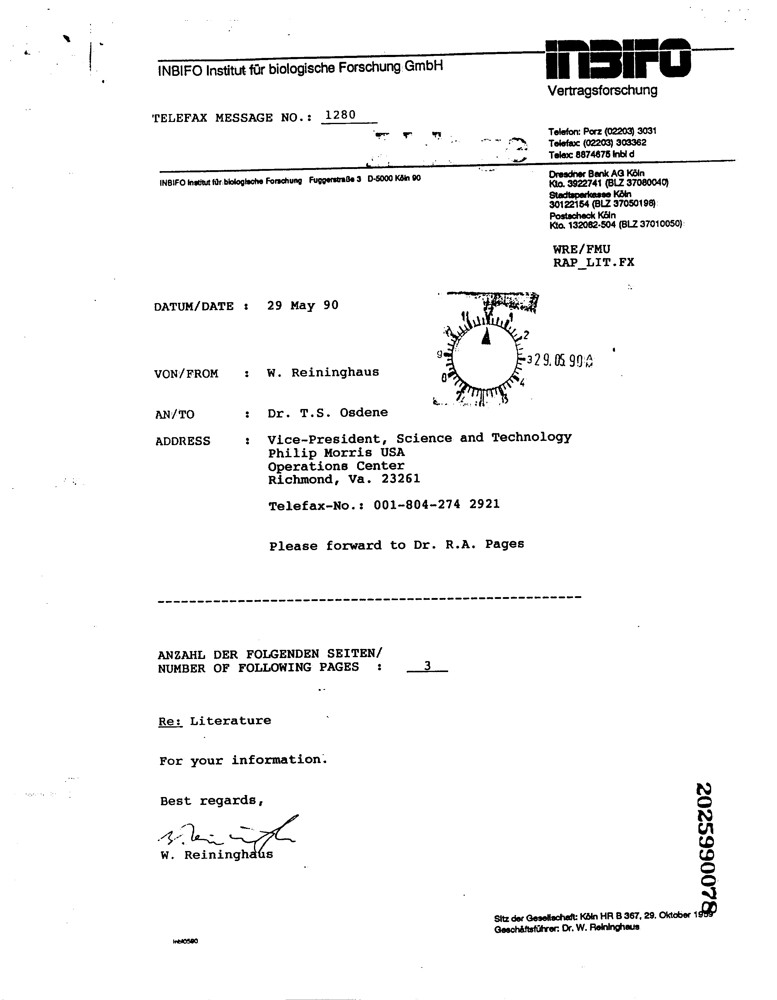 INBIFO Institut für biologische Forschung GmbH
INBIFO
Vertragsforschung
TELEFAX MESSAGE NO.: 1280
Telefon: Porz (02203) 3031
Telefax: (02203) 303362
Telex: 8874675 inbi d
INBIFO Institut für biologische Forschung Fuggerstraße 3 D-5000 Köln 90
Dresdner Bank AG Köln
Kto. 3922741 (BLZ 37080040)
Stadtsparkasse Köln
30122154 (BLZ 37050198)
Postscheck Köln
Kto. 132082-504 (BLZ 37010050)
WRE/FMU
RAP_LIT.FX
DATUM/DATE : 29 May 90
29.05.90
VON/FROM : W. Reininghaus
AN/TO : Dr. T.S. Osdene
ADDRESS : Vice-President, Science and Technology
Philip Morris USA
Operations Center
Richmond, Va. 23261
Telefax-No.: 001-804-274 2921
Please forward to Dr. R.A. Pages
ANZAHL DER FOLGENDEN SEITEN/
NUMBER OF FOLLOWING PAGES : 3
Re: Literature
For your information.
Best regards,
W. Reininghaus
2025990078
Sitz der Gesellschaft: Köln HR B 367, 29. Oktober 1959
Geschäftsführer: Dr. W. Reininghaus
inbi0590